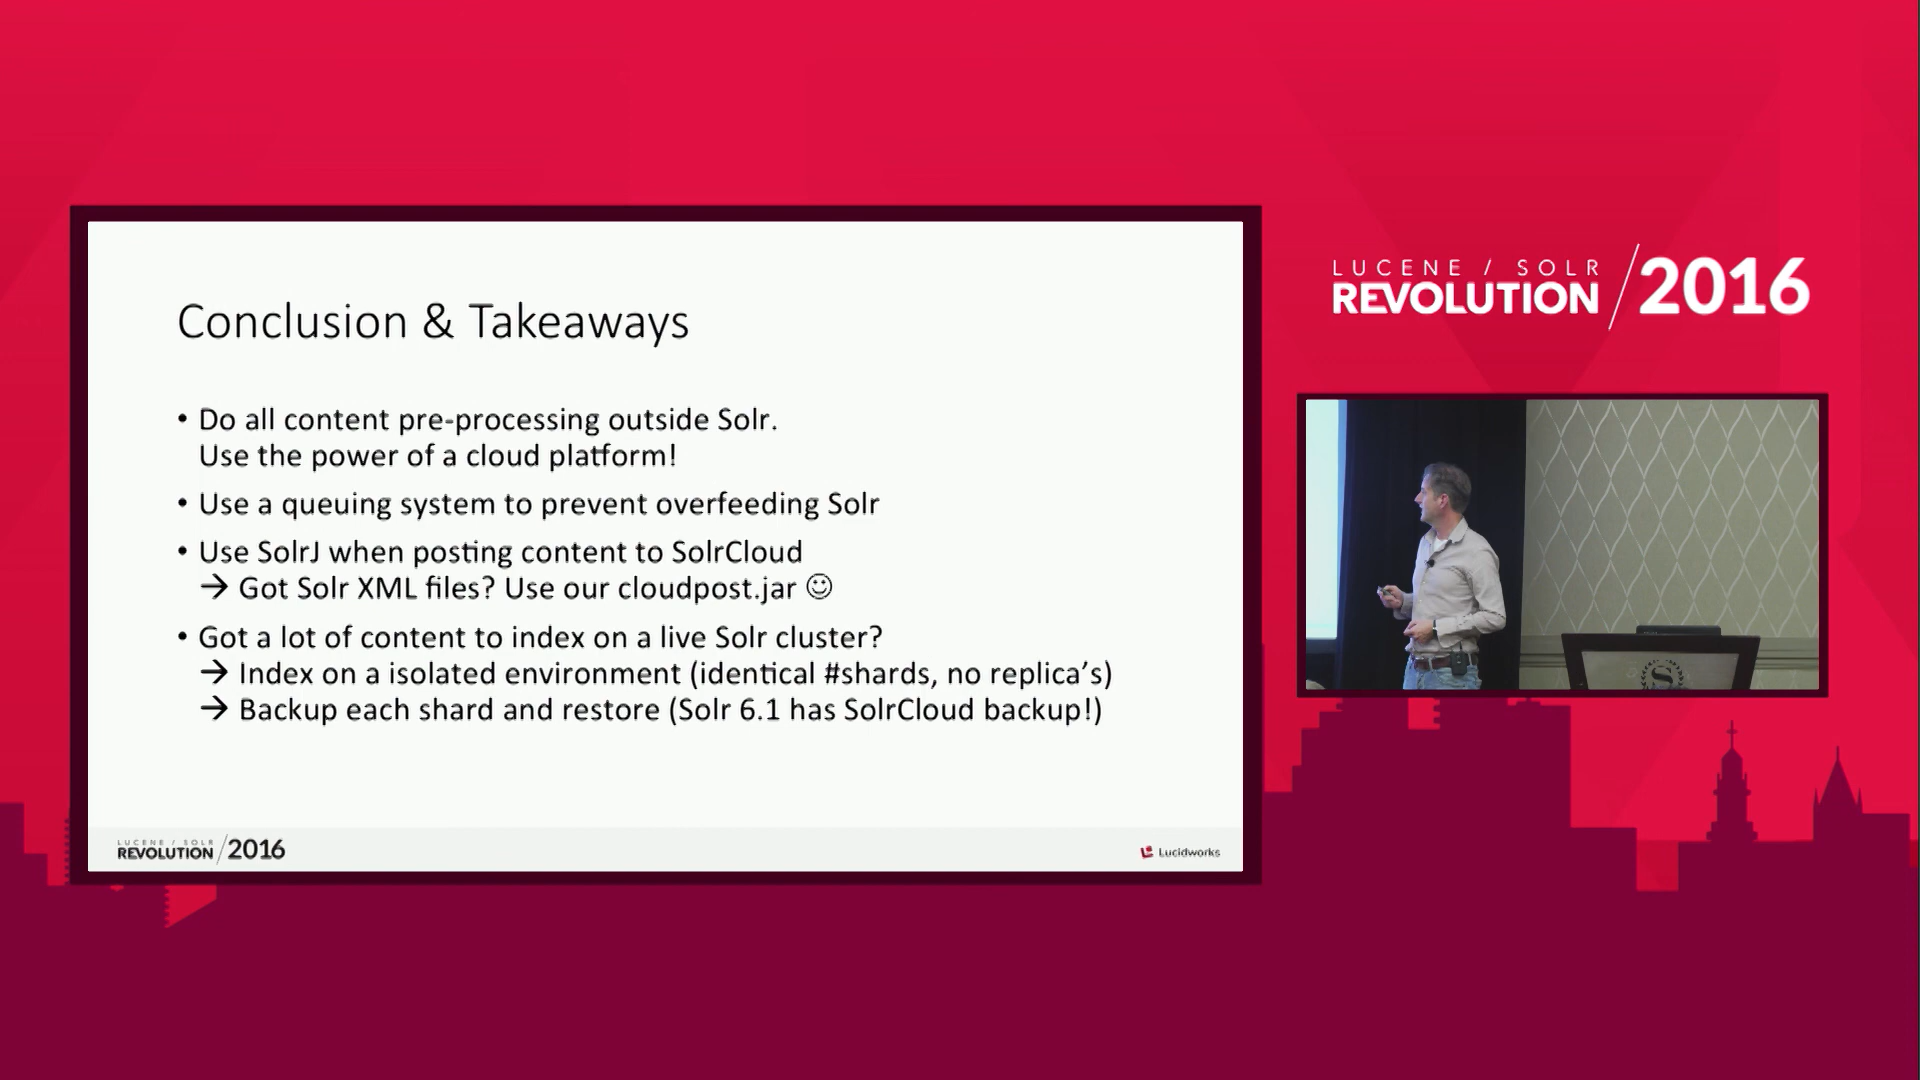 Conclusion & Takeaways
• Do all content pre-processing outside Solr.
Use the power of a cloud platform!
• Use a queuing system to prevent overfeeding Solr
• Use SolrJ when posting content to SolrCloud
→ Got Solr XML files? Use our cloudpost.jar ☺
• Got a lot of content to index on a live Solr cluster?
→ Index on a isolated environment (identical #shards, no replica's)
→ Backup each shard and restore (Solr 6.1 has SolrCloud backup!)
LUCENE / SOLR
REVOLUTION / 2016
Lucidworks
LUCENE / SOLR
REVOLUTION / 2016
S